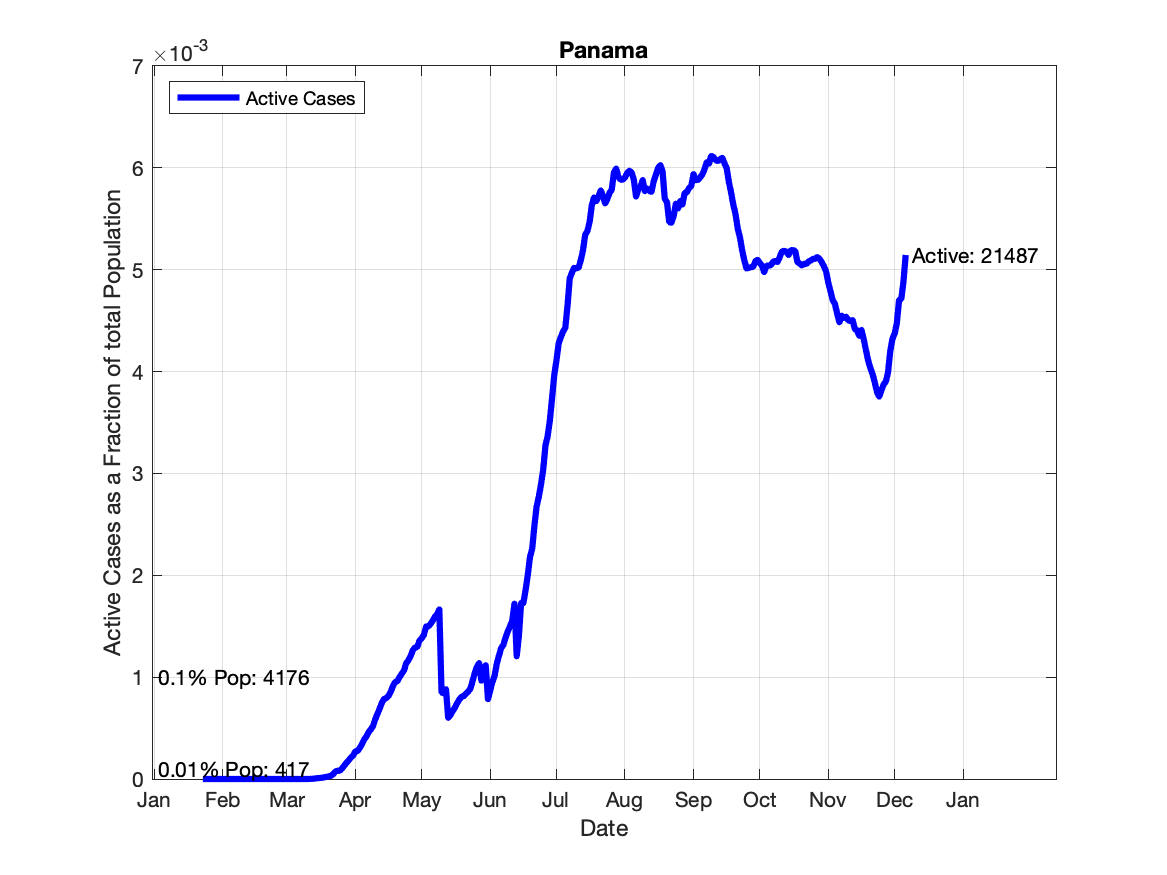 Panama
×10-3
7
Active Cases
6
5
4
3
2
1
0
Active: 21487
0.1% Pop: 4176
0.01% Pop: 417
Active Cases as a Fraction of total Population
Jan Feb Mar Apr May Jun Jul Aug Sep Oct Nov Dec Jan
Date